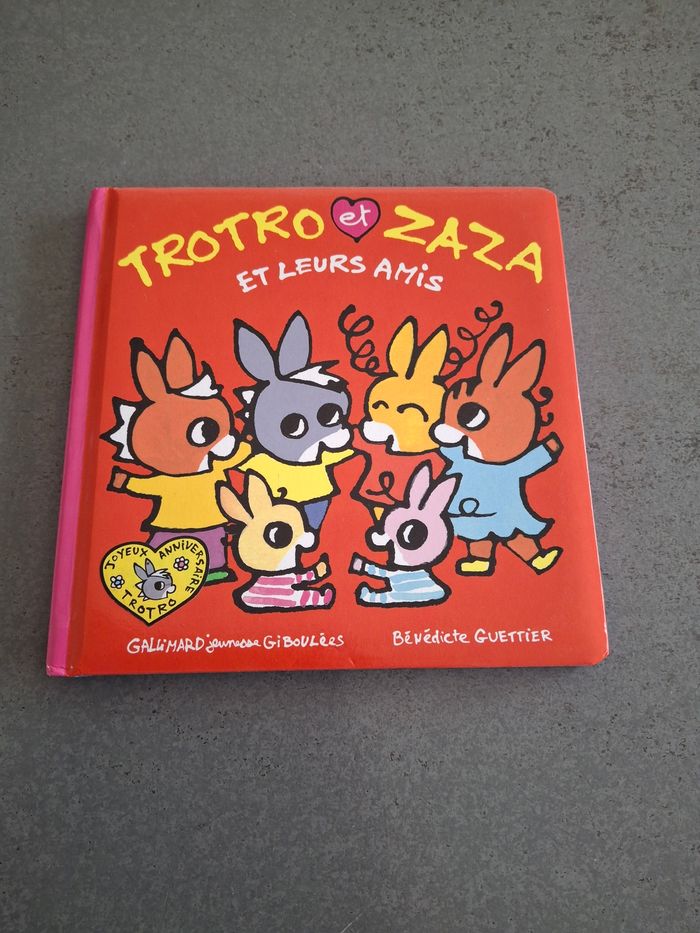 TROTRO et ZAZA
ET LEURS AMIS
JOYEUX ANNIVERSAIRE
TROTRO
GALLIMARD jeunesse GiBOULéES
BéNéDicte GUETTIER